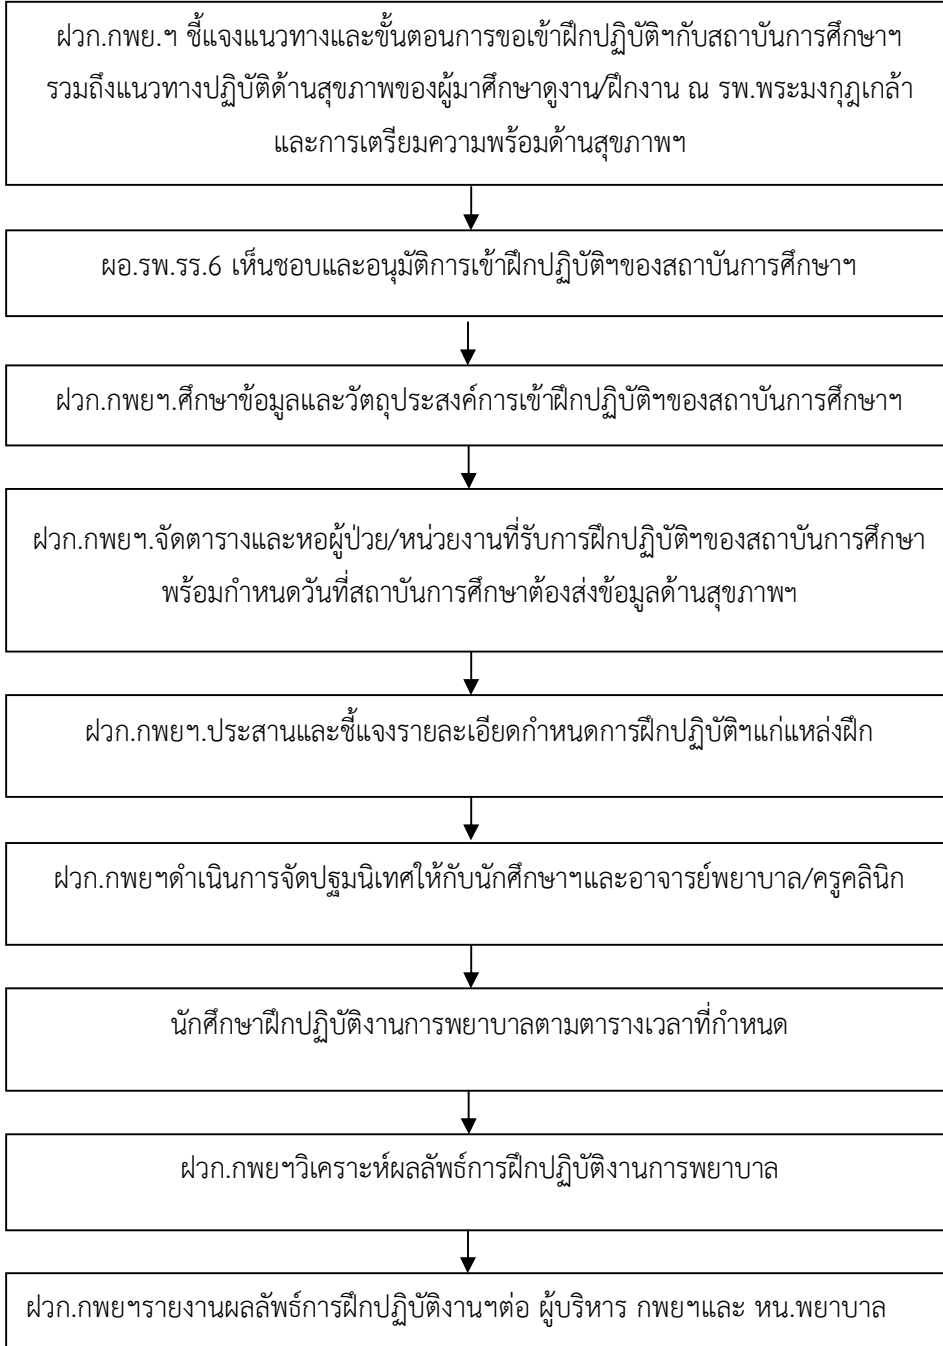 ฝวก.กพย.ฯ ชี้แจงแนวทางและขั้นตอนการขอเข้าฝึกปฏิบัติฯกับสถาบันการศึกษาฯ
รวมถึงแนวทางปฏิบัติด้านสุขภาพของผู้มาศึกษาดูงาน/ฝึกงาน ณ รพ.พระมงกุฎเกล้า
และการเตรียมความพร้อมด้านสุขภาพฯ
ผอ.รพ.รร.6 เห็นชอบและอนุมัติการเข้าฝึกปฏิบัติฯของสถาบันการศึกษาฯ
ฝวก.กพยฯ.ศึกษาข้อมูลและวัตถุประสงค์การเข้าฝึกปฏิบัติฯของสถาบันการศึกษาฯ
ฝวก.กพยฯ.จัดตารางและหอผู้ป่วย/หน่วยงานที่รับการฝึกปฏิบัติฯของสถาบันการศึกษา
พร้อมกำหนดวันที่สถาบันการศึกษาต้องส่งข้อมูลด้านสุขภาพฯ
ฝวก.กพยฯ.ประสานและชี้แจงรายละเอียดกำหนดการฝึกปฏิบัติฯแก่แหล่งฝึก
ฝวก.กพยฯดำเนินการจัดปฐมนิเทศให้กับนักศึกษาฯและอาจารย์พยาบาล/ครูคลินิก
นักศึกษาฝึกปฏิบัติงานการพยาบาลตามตารางเวลาที่กำหนด
ฝวก.กพยฯวิเคราะห์ผลลัพธ์การฝึกปฏิบัติงานการพยาบาล
ฝวก.กพยฯรายงานผลลัพธ์การฝึกปฏิบัติงานฯต่อ ผู้บริหาร กพยฯและ หน.พยาบาล